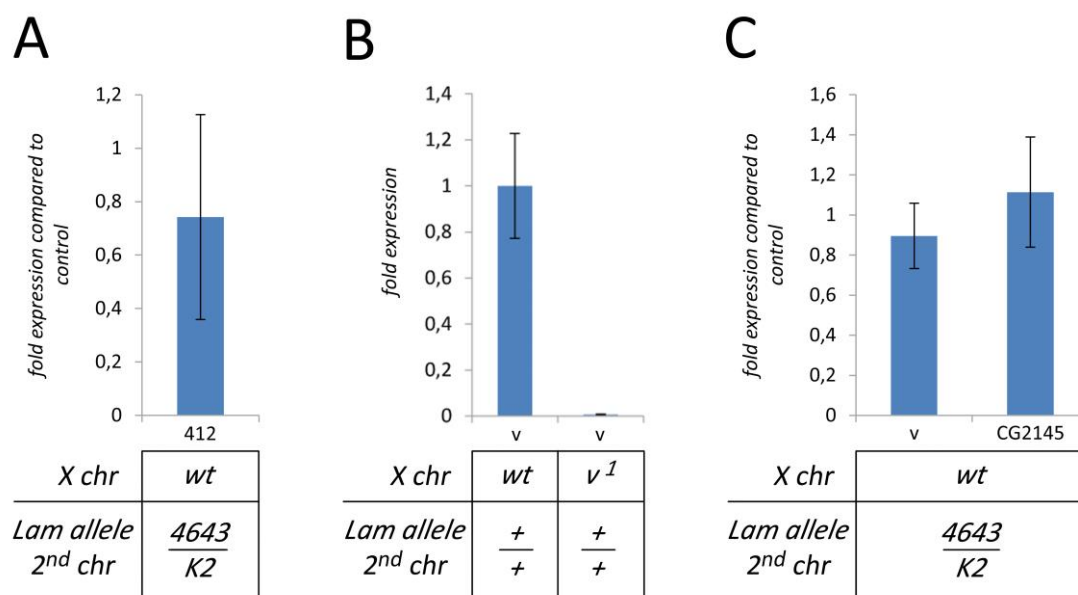 A
fold expression compared to
control
1,2
1
0,8
0,6
0,4
0,2
0
412
X chr
wt
Lam allele
2nd chr
4643
K2
B
fold expression
1,4
1,2
1
0,8
0,6
0,4
0,2
0
v v
X chr
wt v1
Lam allele
2nd chr
+ +
+ +
C
fold expression compared to
control
1,6
1,4
1,2
1
0,8
0,6
0,4
0,2
0
v CG2145
X chr
wt
Lam allele
2nd chr
4643
K2